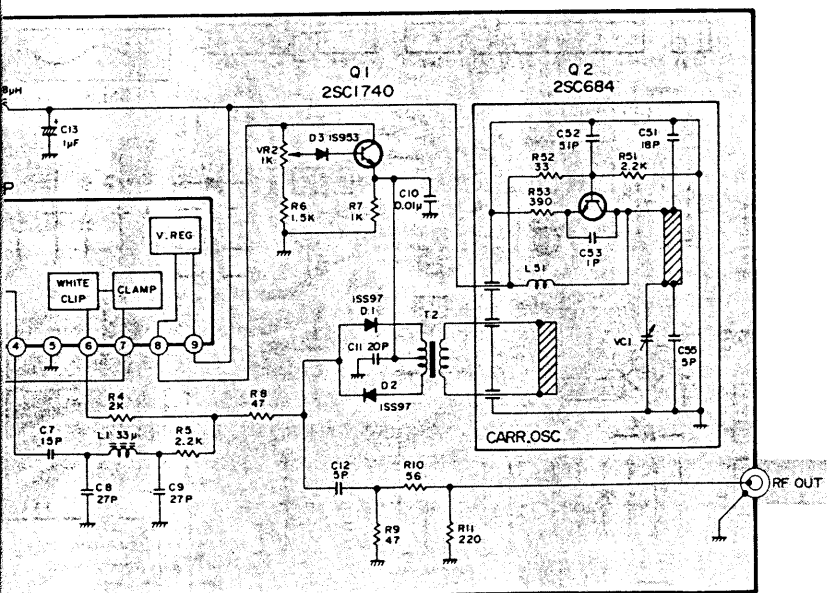 Q1
2SC1740
Q2
2SC684
8µH
C13
1µF
D3 1S953
VR2
1K
R6
1.5K
R7
1K
C10
0.01µ
C52
51P
C51
18P
R52
33
R51
2.2K
R53
390
C53
1P
L51
VC1
C55
5P
CARR.OSC
P
V.REG
WHITE
CLIP
CLAMP
4
5
6
7
8
9
1SS97
D1
C11 20P
D2
1SS97
T2
R4
2K
R8
47
C7
15P
L1 33µ
R5
2.2K
C8
27P
C9
27P
C12
5P
R10
56
R9
47
R11
220
RF OUT